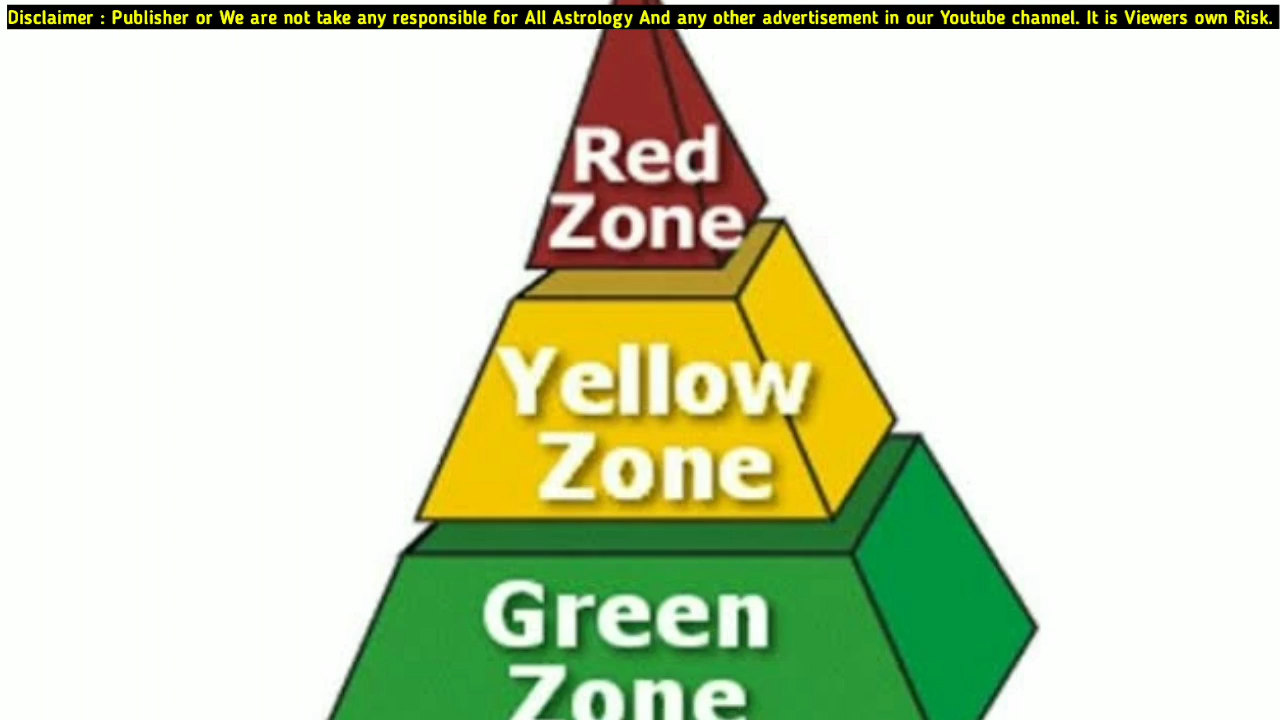 Disclaimer : Publisher or We are not take any responsible for All Astrology And any other advertisement in our Youtube channel. It is Viewers own Risk.
Red
Zone
Yellow
Zone
Green
Zone